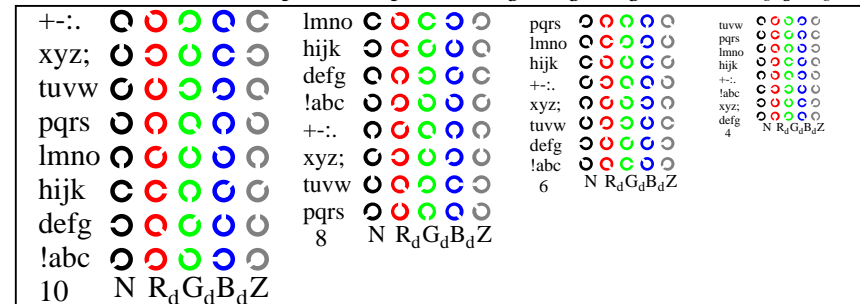 +-:.
xyz;
tuvw
pqrs
lmno
hijk
defg
!abc
10 N RdGdBdZ
lmno
hijk
defg
!abc
+-:.
xyz;
tuvw
pqrs
8 N RdGdBdZ
pqrs
lmno
hijk
+-:.
xyz;
tuvw
defg
!abc
6 N RdGdBdZ
tuvw
pqrs
lmno
hijk
+-:.
!abc
xyz;
defg
4 N RdGdBdZ